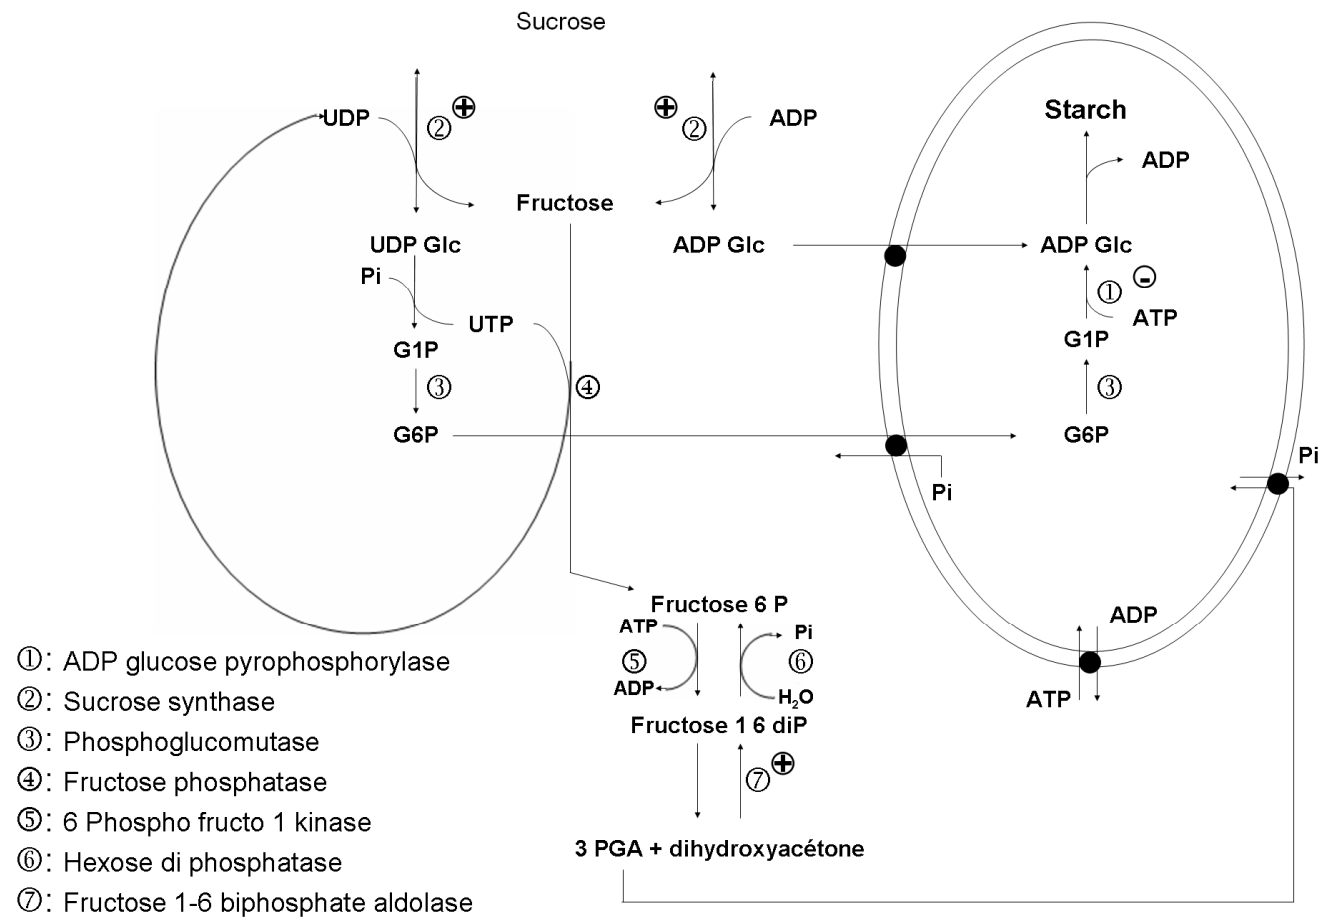 Sucrose
UDP
②
+
+
②
ADP
Starch
ADP
Fructose
UDP Glc
ADP Glc
ADP Glc
Pi
-
①
UTP
ATP
G1P
G1P
③
④
③
G6P
G6P
Pi
Pi
Fructose 6 P
ATP
Pi
⑤
⑥
ADP
H2O
ADP
ATP
Fructose 1 6 diP
+
⑦
3 PGA + dihydroxyacétone
①: ADP glucose pyrophosphorylase
②: Sucrose synthase
③: Phosphoglucomutase
④: Fructose phosphatase
⑤: 6 Phospho fructo 1 kinase
⑥: Hexose di phosphatase
⑦: Fructose 1-6 biphosphate aldolase